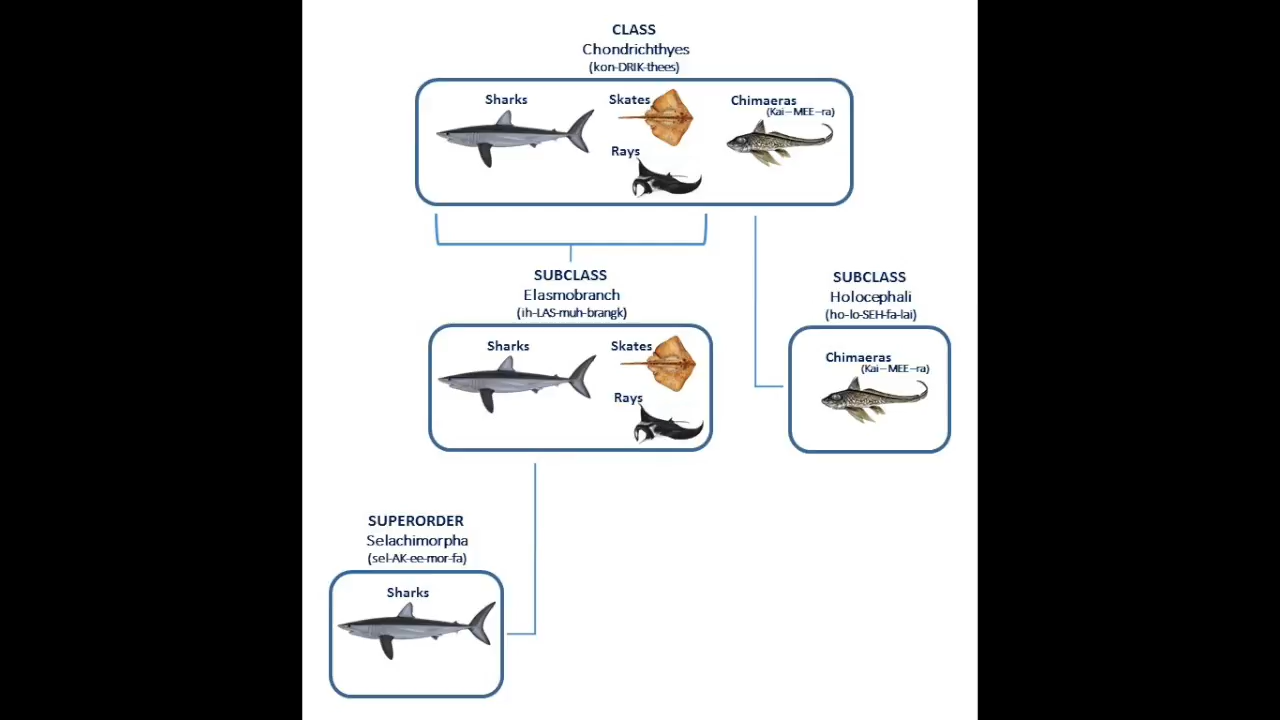 CLASS
Chondrichthyes
(kon-DRIK-thees)
Sharks
Skates
Chimaeras
(Kai—MEE—ra)
Rays
SUBCLASS
Elasmobranch
(ih-LAS-muh-brangk)
SUBCLASS
Holocephali
(ho-lo-SEH-fa-lai)
Sharks
Skates
Rays
Chimaeras
(Kai—MEE—ra)
SUPERORDER
Selachimorpha
(sel-AK-ee-mor-fa)
Sharks